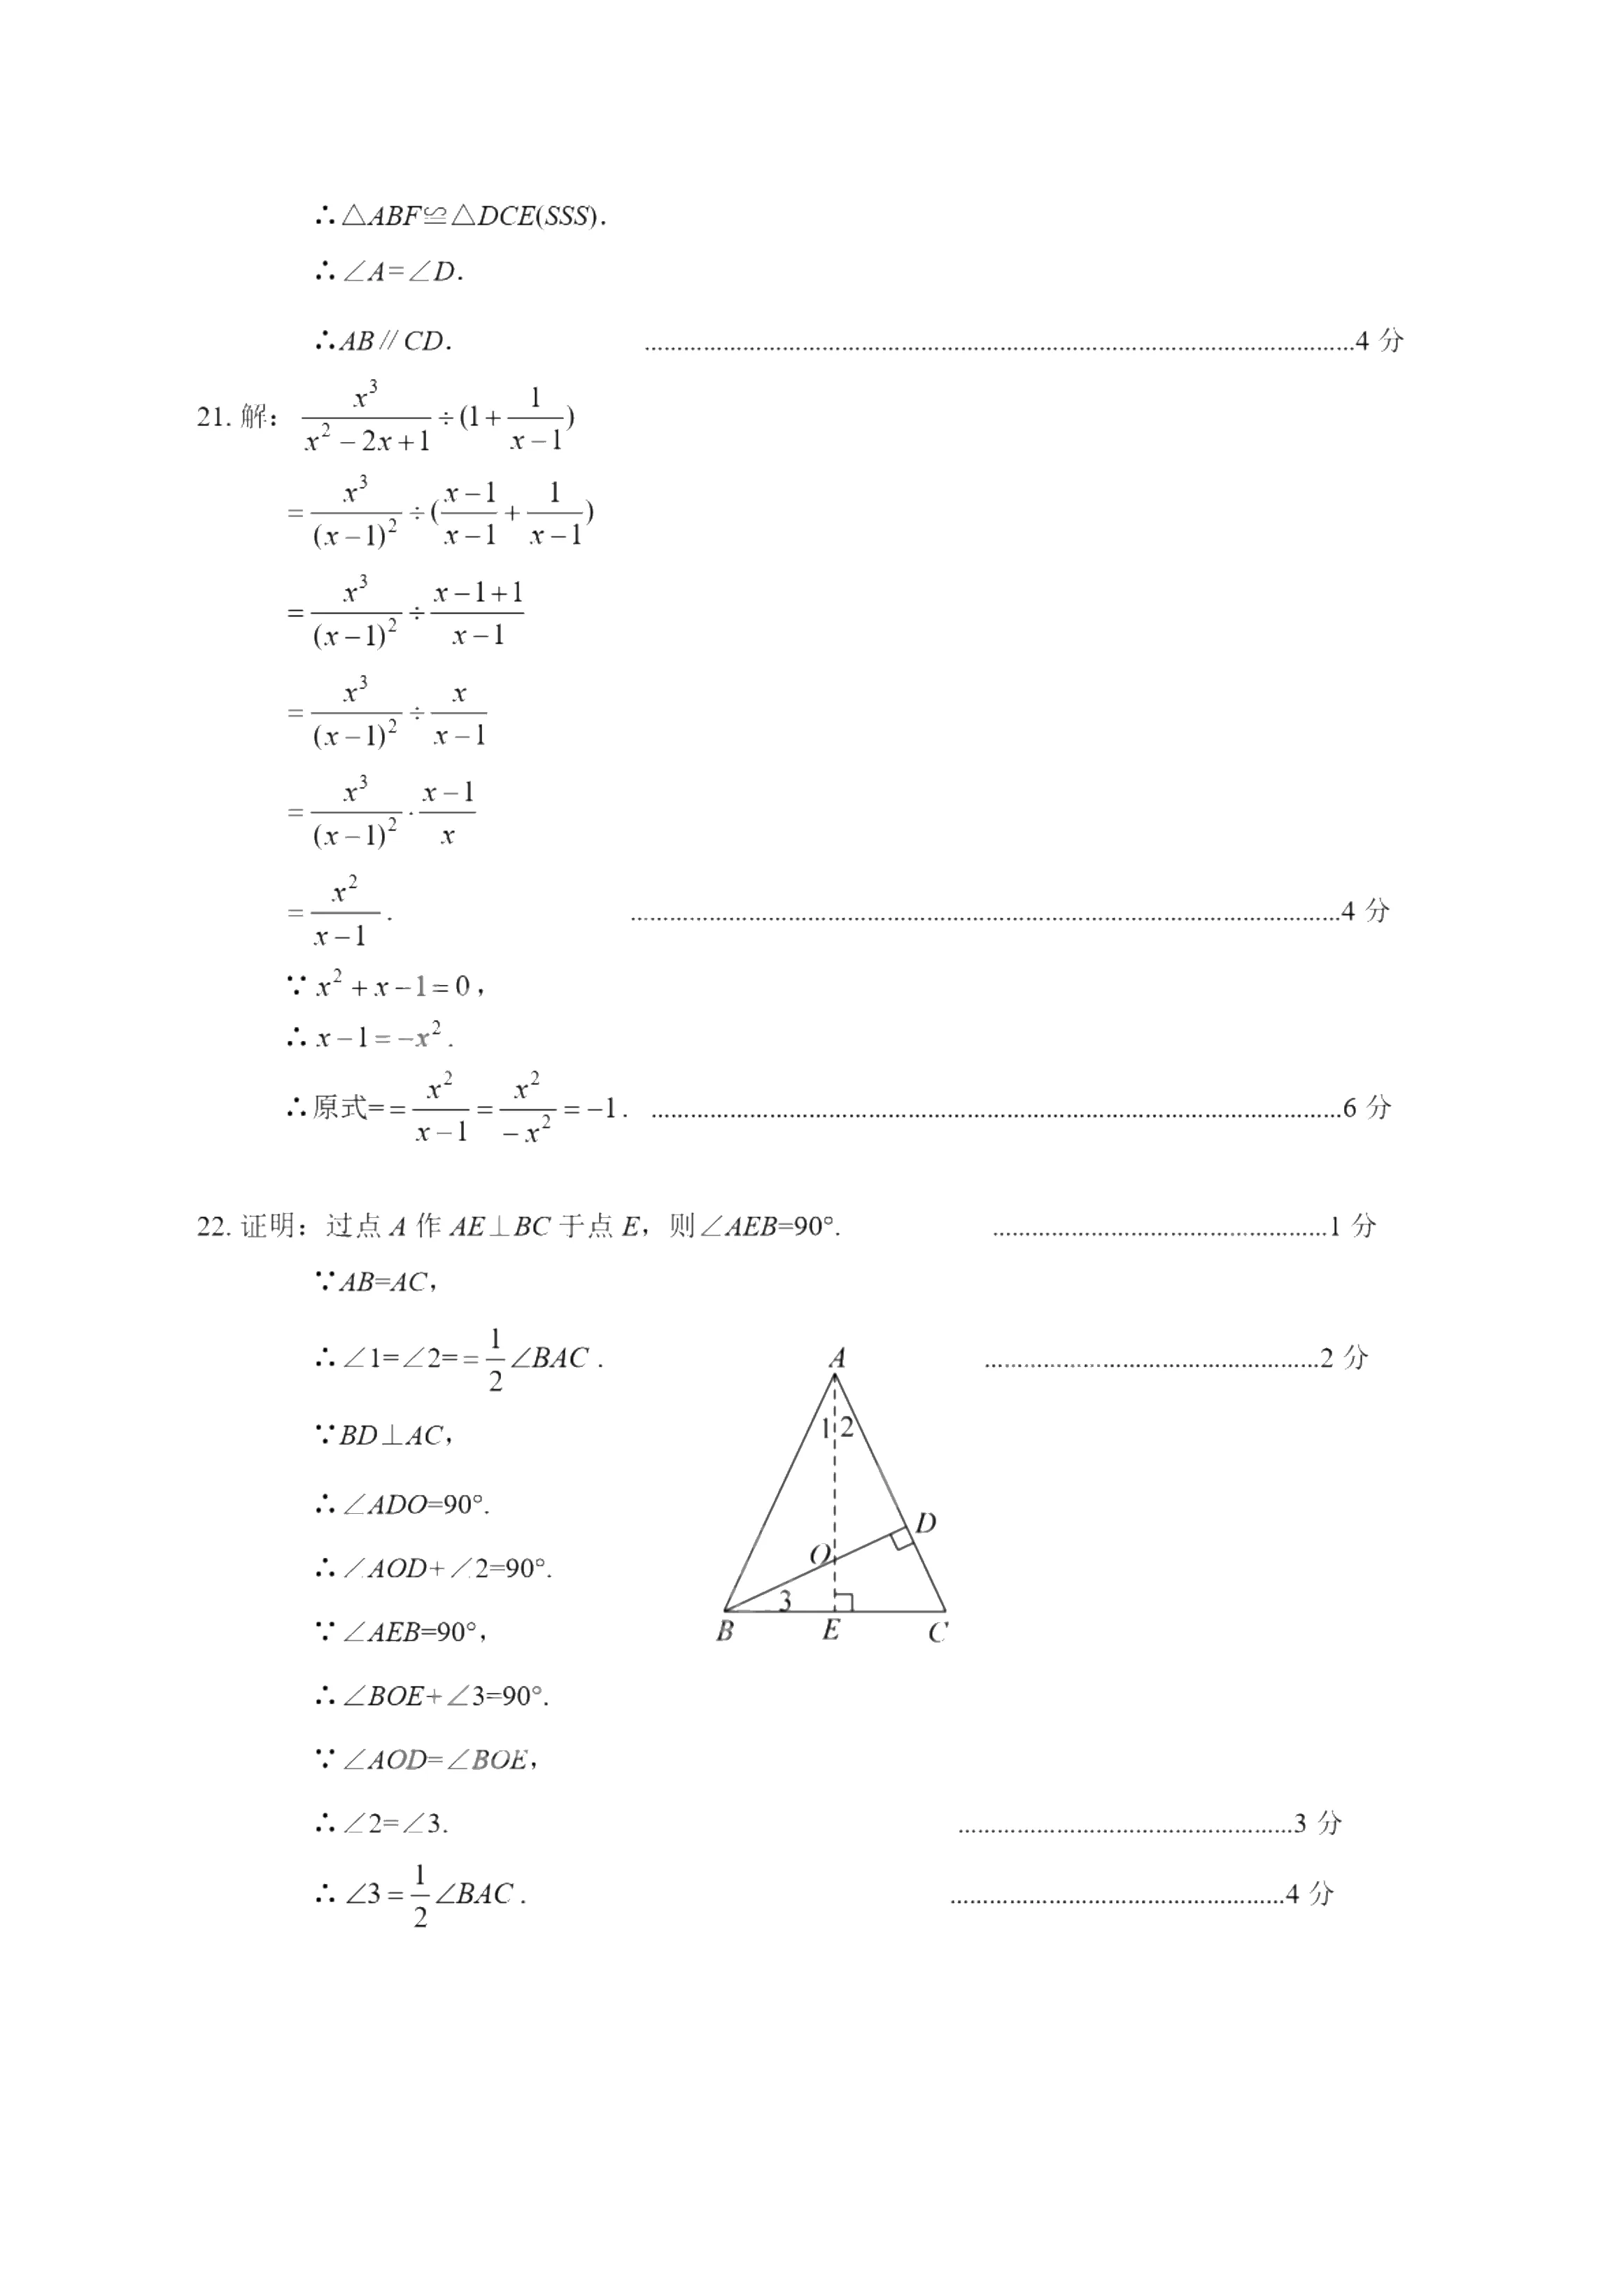 ∴△ABF≌△DCE(SSS).
∴∠A=∠D.
∴AB∥CD. ……………………………………………………4 分
21. 解：x³/(x²−2x+1)÷(1+1/(x−1))
=x³/(x−1)²÷((x−1)/(x−1)+1/(x−1))
=x³/(x−1)²÷(x−1+1)/(x−1)
=x³/(x−1)²÷x/(x−1)
=x³/(x−1)²·(x−1)/x
=x²/(x−1). ……………………………………………………4 分
∵x²+x−1=0，
∴x−1=−x².
∴原式==x²/(x−1)=x²/(−x²)=−1. ……………………………………………………6 分
22. 证明：过点 A 作 AE⊥BC 于点 E，则∠AEB=90°. ……………………………1 分
∵AB=AC，
∴∠1=∠2==1/2∠BAC. ……………………………2 分
∵BD⊥AC，
∴∠ADO=90°.
∴∠AOD+∠2=90°.
∵∠AEB=90°，
∴∠BOE+∠3=90°.
∵∠AOD=∠BOE，
∴∠2=∠3. ……………………………3 分
∴∠3=1/2∠BAC. ……………………………4 分
A
1 2
D
O
3
B E C